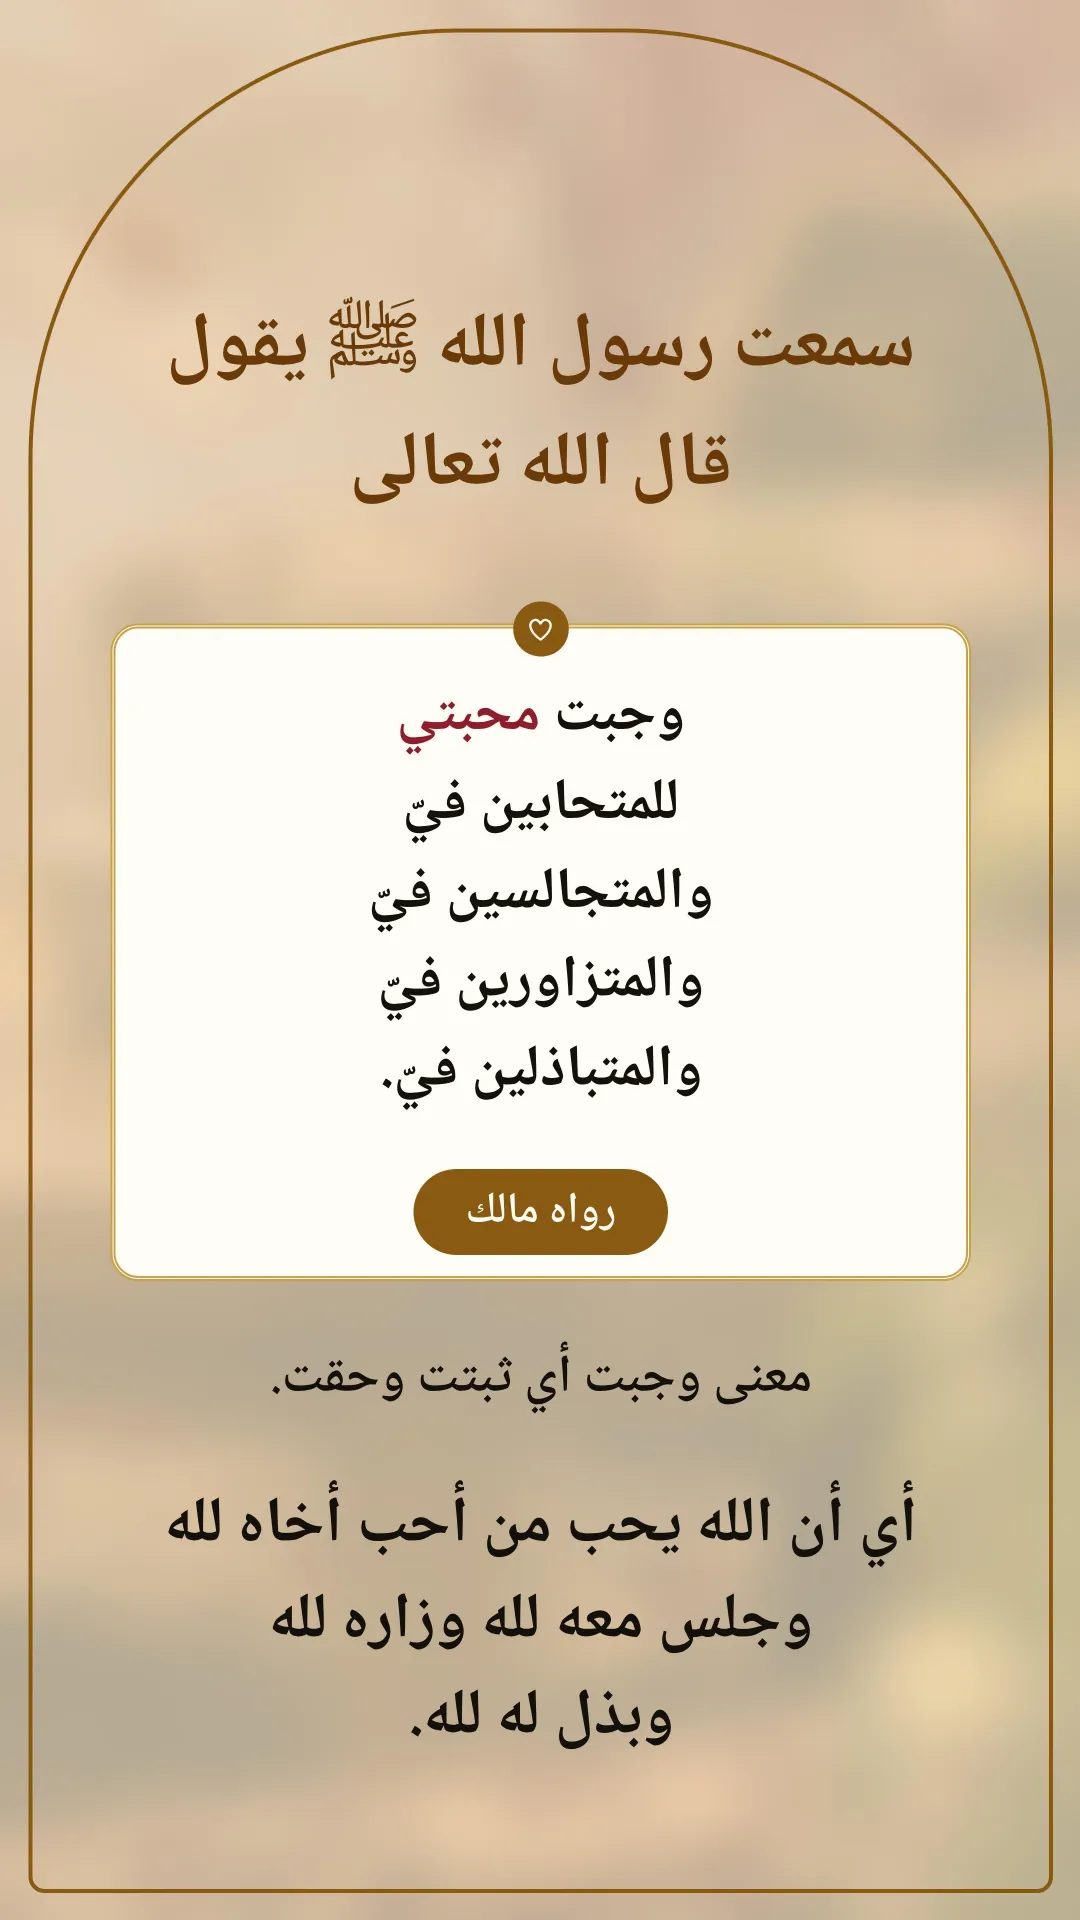 سمعت رسول الله ﷺ يقول
قال الله تعالى
وجبت محبتي
للمتحابين فيّ
والمتجالسين فيّ
والمتزاورين فيّ
والمتباذلين فيّ.
رواه مالك
معنى وجبت أي ثبتت وحقت.
أي أن الله يحب من أحب أخاه لله
وجلس معه لله وزاره لله
وبذل له لله.